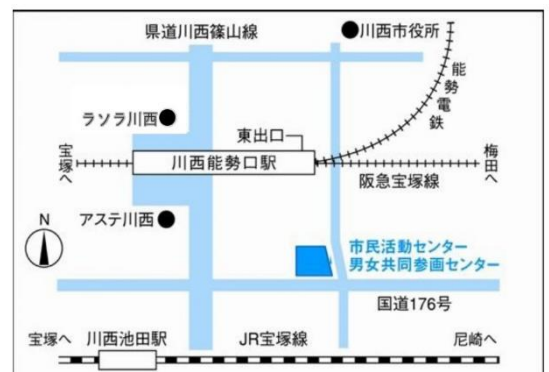 県道川西篠山線
川西市役所
能勢電鉄
ラソラ川西
東出口
宝塚へ
川西能勢口駅
梅田へ
阪急宝塚線
アステ川西
N
市民活動センター
男女共同参画センター
国道176号
宝塚へ
川西池田駅
JR宝塚線
尼崎へ